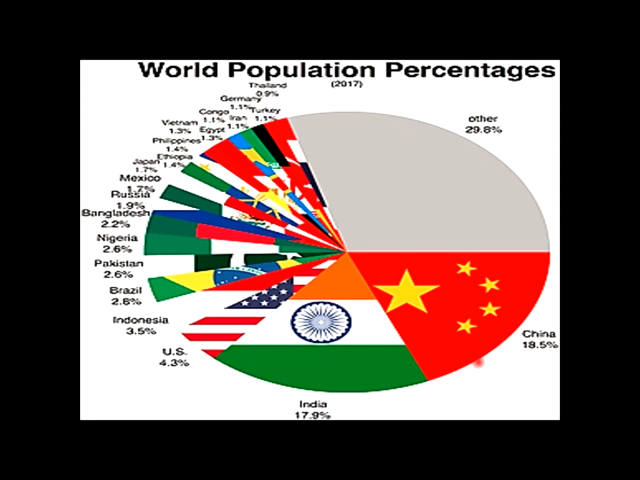 World Population Percentages
(2017)
Thailand
0.9%
Germany
1.1%
Turkey
1.1%
Congo
1.1%
Iran
1.1%
Vietnam
1.3%
Egypt
1.3%
Philippines
1.4%
Ethiopia
1.4%
Japan
1.7%
Mexico
1.7%
Russia
1.9%
Bangladesh
2.2%
Nigeria
2.6%
Pakistan
2.6%
Brazil
2.8%
Indonesia
3.5%
U.S.
4.3%
India
17.9%
China
18.5%
other
29.8%